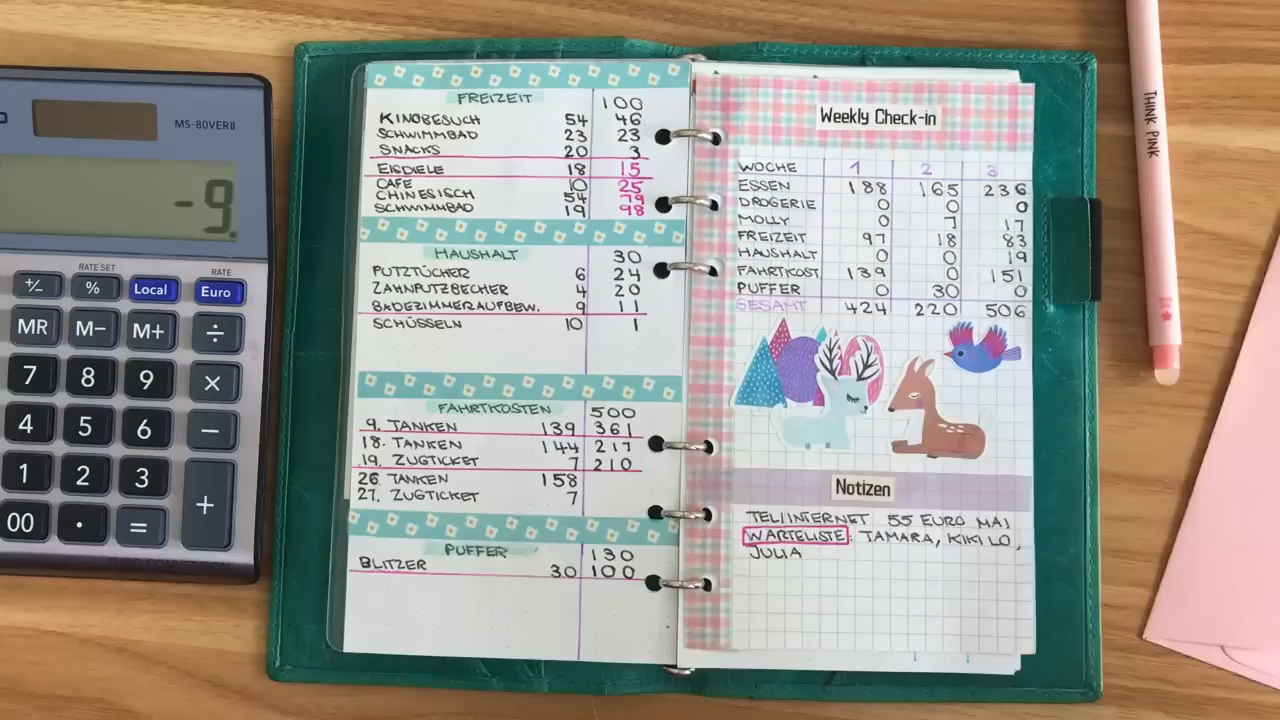 MS-80VERII
-9.
RATE SET
RATE
+/- % Local Euro
MR M- M+ ÷
7 8 9 ×
4 5 6 -
1 2 3 +
00 · =
FREIZEIT 100
KINOBESUCH 54 46
SCHWIMMBAD 23 23
SNACKS 20 3
EISDIELE 18 15
CAFE 10 25
CHINESISCH 54 79
SCHWIMMBAD 19 98
HAUSHALT 30
PUTZTÜCHER 6 24
ZAHNPUTZBECHER 4 20
BADEZIMMERAUFBEW. 9 11
SCHÜSSELN 10 1
FAHRTKOSTEN 500
9. TANKEN 139 361
18. TANKEN 144 217
19. ZUGTICKET 7 210
26. TANKEN 158
27. ZUGTICKET 7
PUFFER 130
BLITZER 30 100
Weekly Check-in
WOCHE 1 2 3
ESSEN 188 165 236
DROGERIE 0 0 0
MOLLY 0 7 17
FREIZEIT 97 18 83
HAUSHALT 0 0 19
FAHRTKOST 139 0 151
PUFFER 0 30 0
GESAMT 424 220 506
Notizen
TEL/INTERNET 55 EURO MAI
WARTELISTE: TAMARA, KIKI LO,
JULIA
THINK PINK